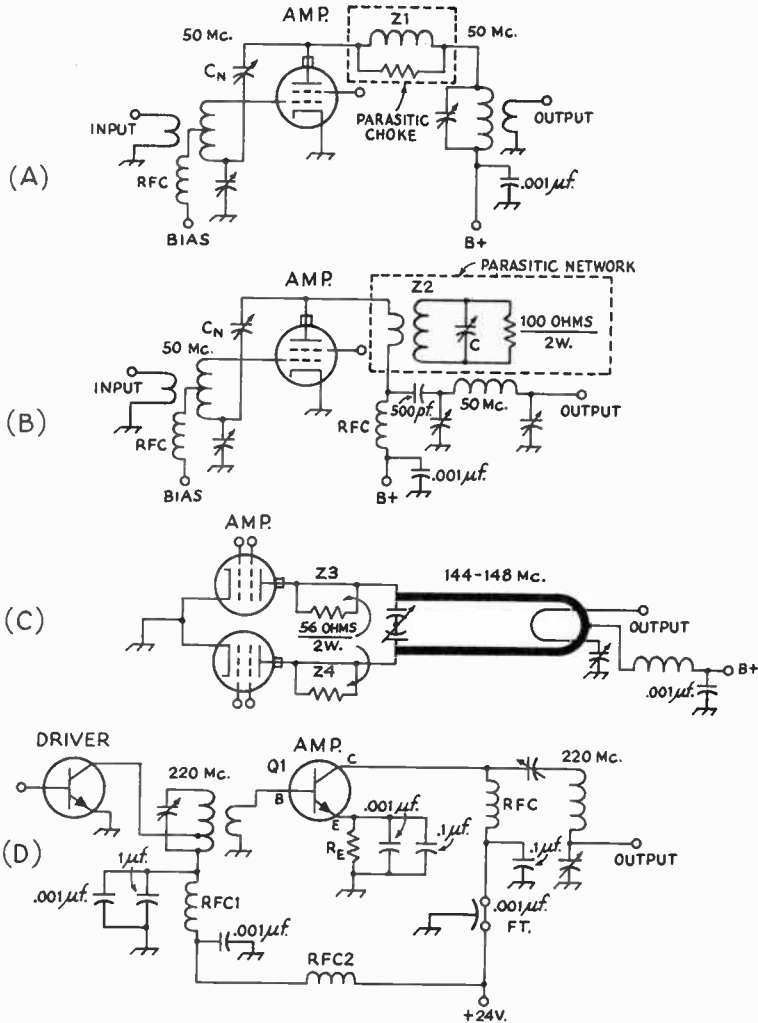 AMP.
Z1
50 Mc.
50 Mc.
CN
PARASITIC
CHOKE
INPUT
OUTPUT
(A)
RFC
.001μf.
BIAS
B+
PARASITIC NETWORK
AMP.
Z2
CN
100 OHMS
2W.
C
50 Mc.
INPUT
500pf.
50 Mc.
OUTPUT
(B)
RFC
RFC
.001μf.
BIAS
B+
AMP.
Z3
144-148 Mc.
(C)
56 OHMS
2W.
OUTPUT
Z4
B+
.001μf.
DRIVER
AMP.
220 Mc.
Q1
C
220 Mc.
B
RFC
.001μf.
E
(D)
RE
.1μf.
.1μf.
OUTPUT
1μf.
.001μf.
RFC1
.001μf.
FT.
.001μf.
RFC2
+24V.